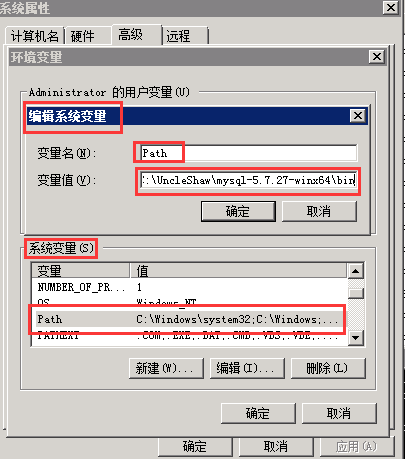 系统属性
计算机名 硬件 高级 远程
环境变量
Administrator 的用户变量(U)
编辑系统变量
变量名(N): Path
变量值(V): :\UncleShaw\mysql-5.7.27-winx64\bin
确定 取消
系统变量(S)
变量 值
NUMBER_OF_PR... 1
OS Windows_NT
Path C:\Windows\system32;C:\Windows;...
PATHEXT .COM;.EXE;.BAT;.CMD;.VBS;.VBE;....
新建(W)... 编辑(I)... 删除(L)
确定 取消
确定 取消 应用(A)